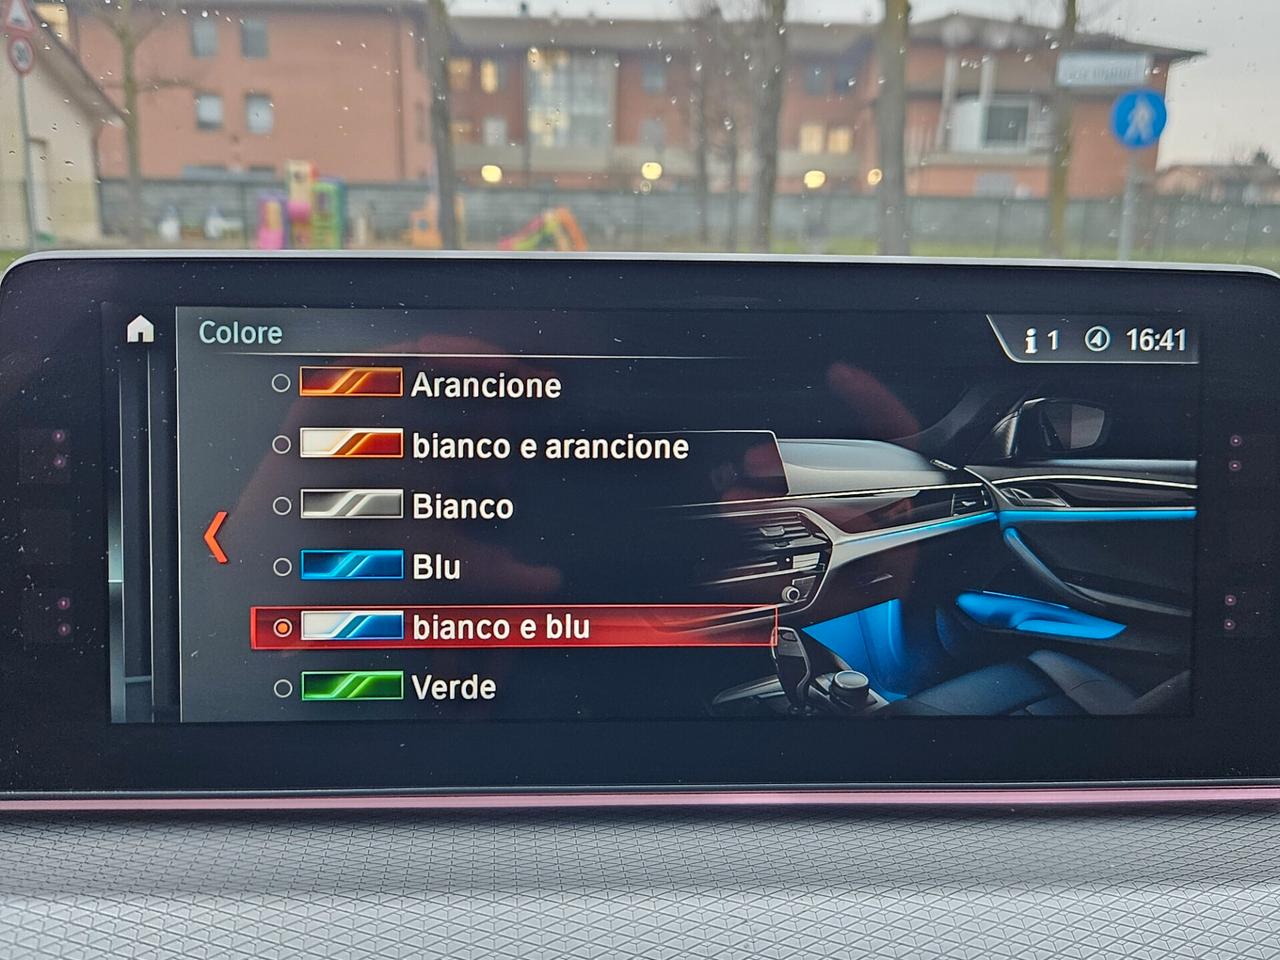 Colore
1 16:41
Arancione
bianco e arancione
Bianco
Blu
bianco e blu
Verde